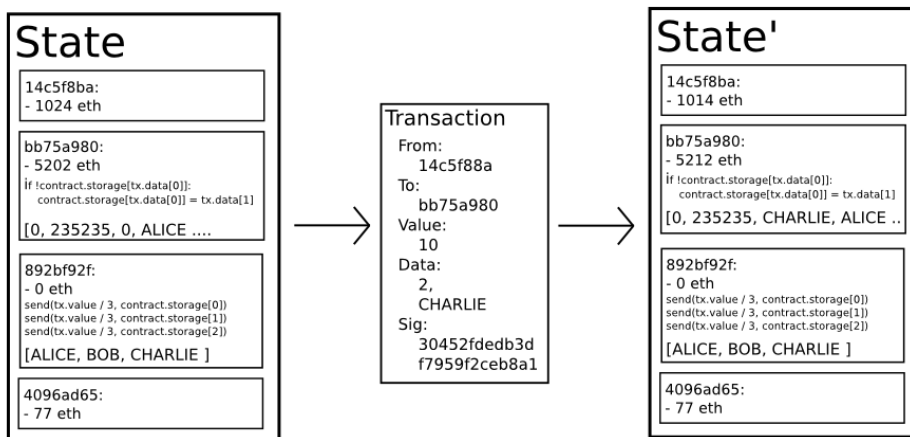 State
14c5f8ba:
- 1024 eth
bb75a980:
- 5202 eth
if !contract.storage[tx.data[0]]:
contract.storage[tx.data[0]] = tx.data[1]
[0, 235235, 0, ALICE ....
892bf92f:
- 0 eth
send(tx.value / 3, contract.storage[0])
send(tx.value / 3, contract.storage[1])
send(tx.value / 3, contract.storage[2])
[ALICE, BOB, CHARLIE ]
4096ad65:
- 77 eth
Transaction
From:
14c5f88a
To:
bb75a980
Value:
10
Data:
2,
CHARLIE
Sig:
30452fdedb3d
f7959f2ceb8a1
State'
14c5f8ba:
- 1014 eth
bb75a980:
- 5212 eth
if !contract.storage[tx.data[0]]:
contract.storage[tx.data[0]] = tx.data[1]
[0, 235235, CHARLIE, ALICE ..
892bf92f:
- 0 eth
send(tx.value / 3, contract.storage[0])
send(tx.value / 3, contract.storage[1])
send(tx.value / 3, contract.storage[2])
[ALICE, BOB, CHARLIE ]
4096ad65:
- 77 eth